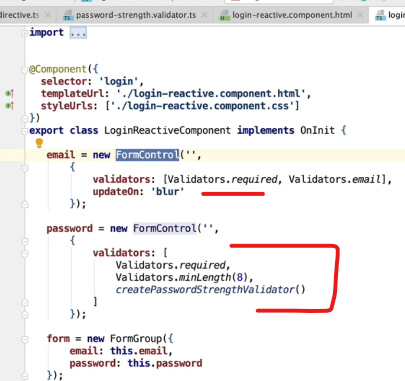 directive.ts × password-strength.validator.ts × login-reactive.component.html × login
import ...
@Component({
selector: 'login',
templateUrl: './login-reactive.component.html',
styleUrls: ['./login-reactive.component.css']
})
export class LoginReactiveComponent implements OnInit {
email = new FormControl('',
{
validators: [Validators.required, Validators.email],
updateOn: 'blur'
});
password = new FormControl('',
{
validators: [
Validators.required,
Validators.minLength(8),
createPasswordStrengthValidator()
]
});
form = new FormGroup({
email: this.email,
password: this.password
});